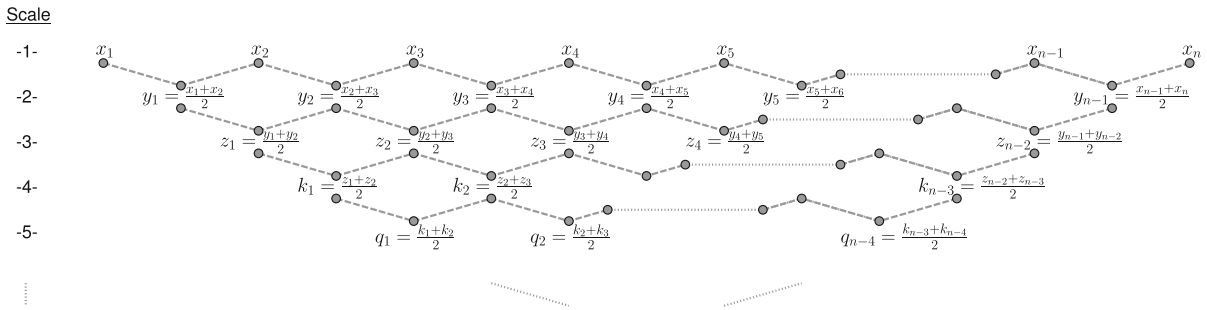 Scale
-1- x₁ x₂ x₃ x₄ x₅ xₙ₋₁ xₙ
-2- y₁ = (x₁+x₂)/2 y₂ = (x₂+x₃)/2 y₃ = (x₃+x₄)/2 y₄ = (x₄+x₅)/2 y₅ = (x₅+x₆)/2 yₙ₋₁ = (xₙ₋₁+xₙ)/2
-3- z₁ = (y₁+y₂)/2 z₂ = (y₂+y₃)/2 z₃ = (y₃+y₄)/2 z₄ = (y₄+y₅)/2 zₙ₋₂ = (yₙ₋₁+yₙ₋₂)/2
-4- k₁ = (z₁+z₂)/2 k₂ = (z₂+z₃)/2 kₙ₋₃ = (zₙ₋₂+zₙ₋₃)/2
-5- q₁ = (k₁+k₂)/2 q₂ = (k₂+k₃)/2 qₙ₋₄ = (kₙ₋₃+kₙ₋₄)/2